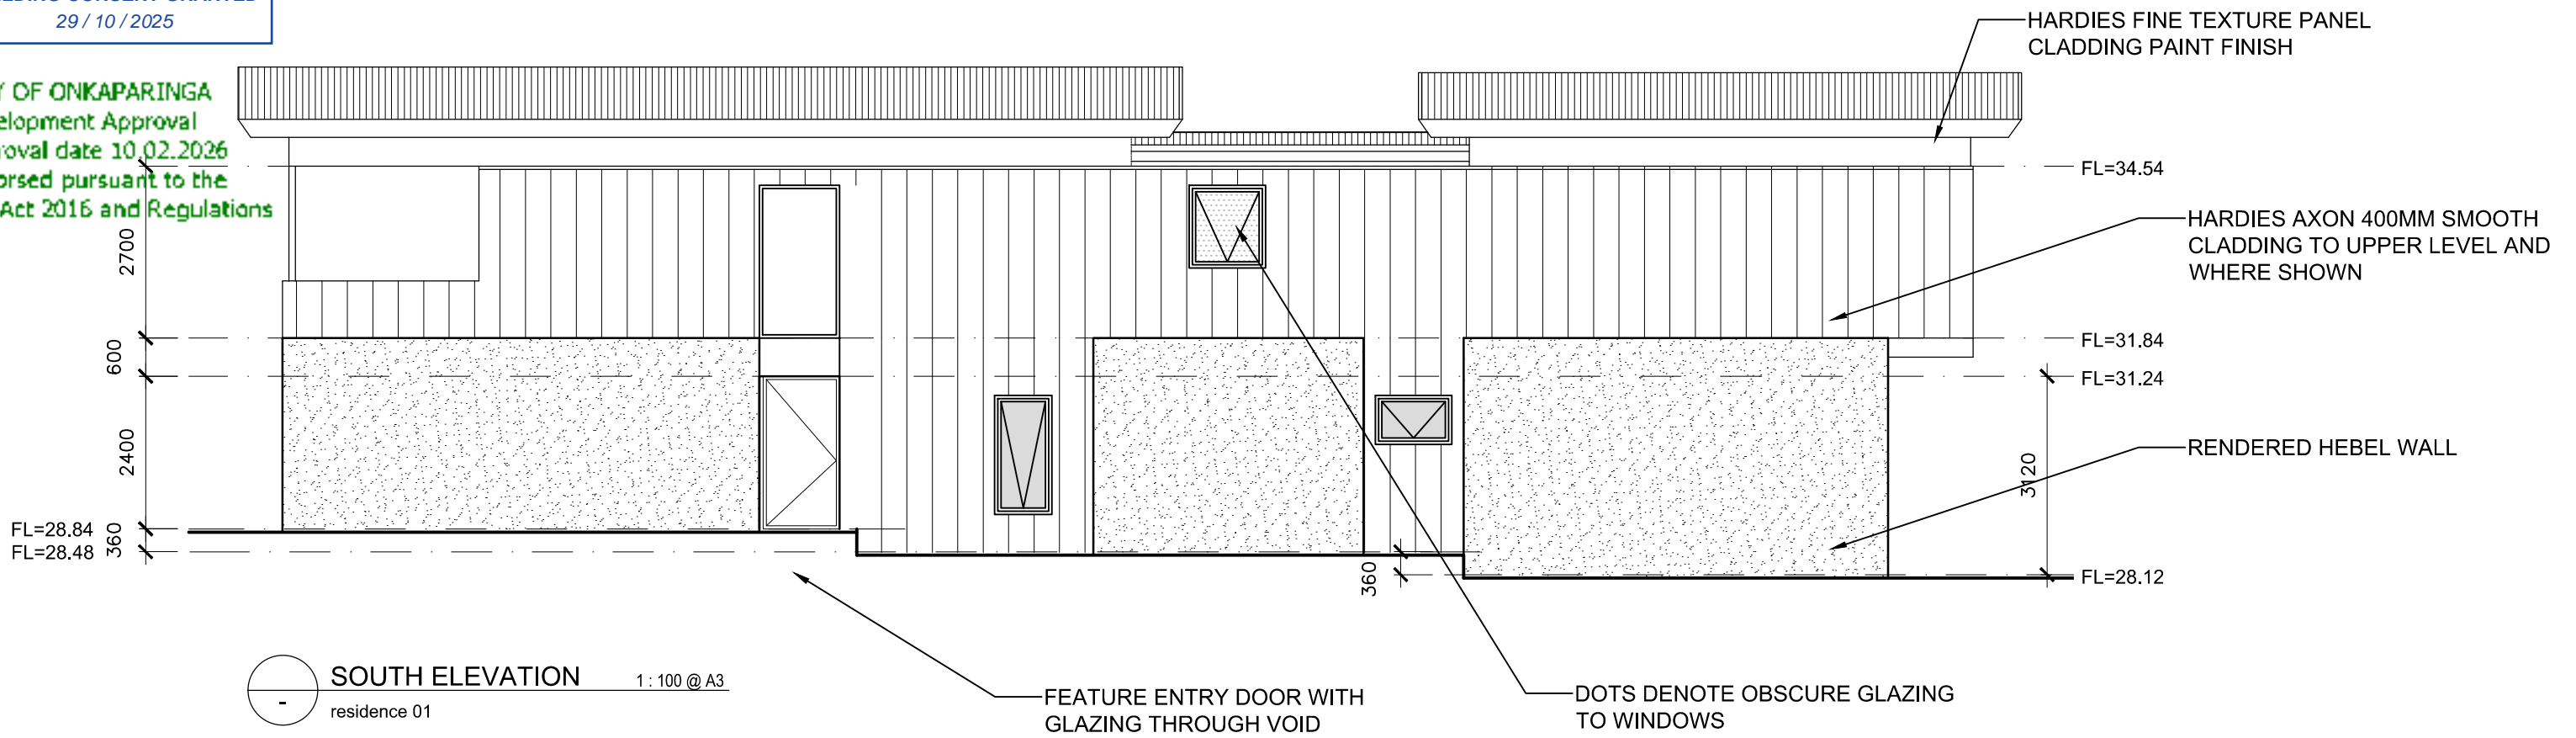 29 / 10 / 2025
OF ONKAPARINGA
Approval
date 10.02.2026
pursuant to the
Act 2016 and Regulations
HARDIES FINE TEXTURE PANEL
CLADDING PAINT FINISH
FL=34.54
HARDIES AXON 400MM SMOOTH
CLADDING TO UPPER LEVEL AND
WHERE SHOWN
2700
FL=31.84
600
FL=31.24
2400
RENDERED HEBEL WALL
3120
FL=28.84
FL=28.48
360
360
FL=28.12
SOUTH ELEVATION 1 : 100 @ A3
-
residence 01
FEATURE ENTRY DOOR WITH
GLAZING THROUGH VOID
DOTS DENOTE OBSCURE GLAZING
TO WINDOWS